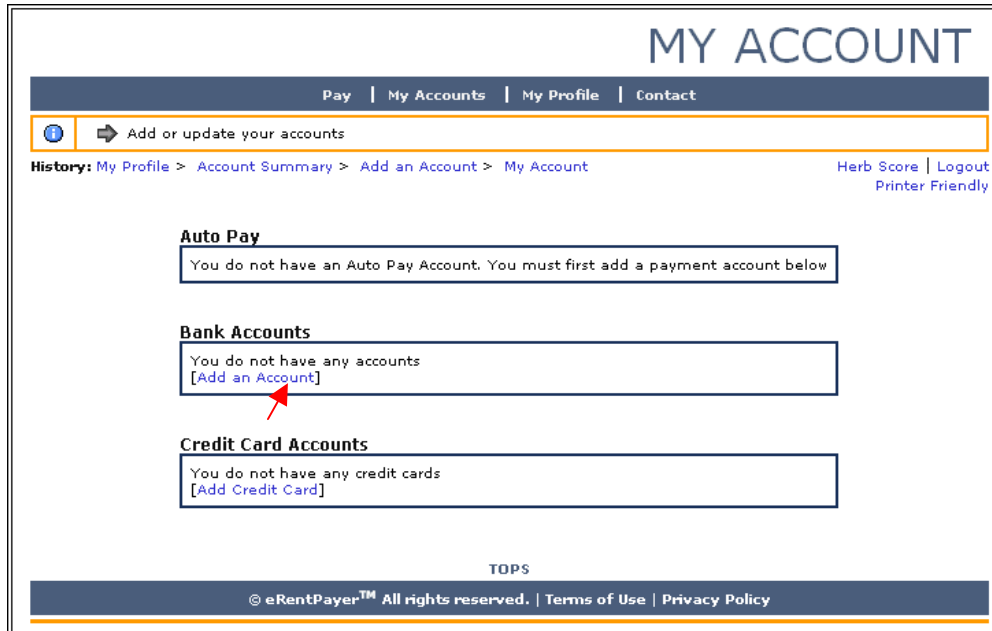 MY ACCOUNT
Pay | My Accounts | My Profile | Contact
Add or update your accounts
History: My Profile > Account Summary > Add an Account > My Account
Herb Score | Logout
Printer Friendly
Auto Pay
You do not have an Auto Pay Account. You must first add a payment account below
Bank Accounts
You do not have any accounts
[Add an Account]
Credit Card Accounts
You do not have any credit cards
[Add Credit Card]
TOPS
© eRentPayer™ All rights reserved. | Terms of Use | Privacy Policy